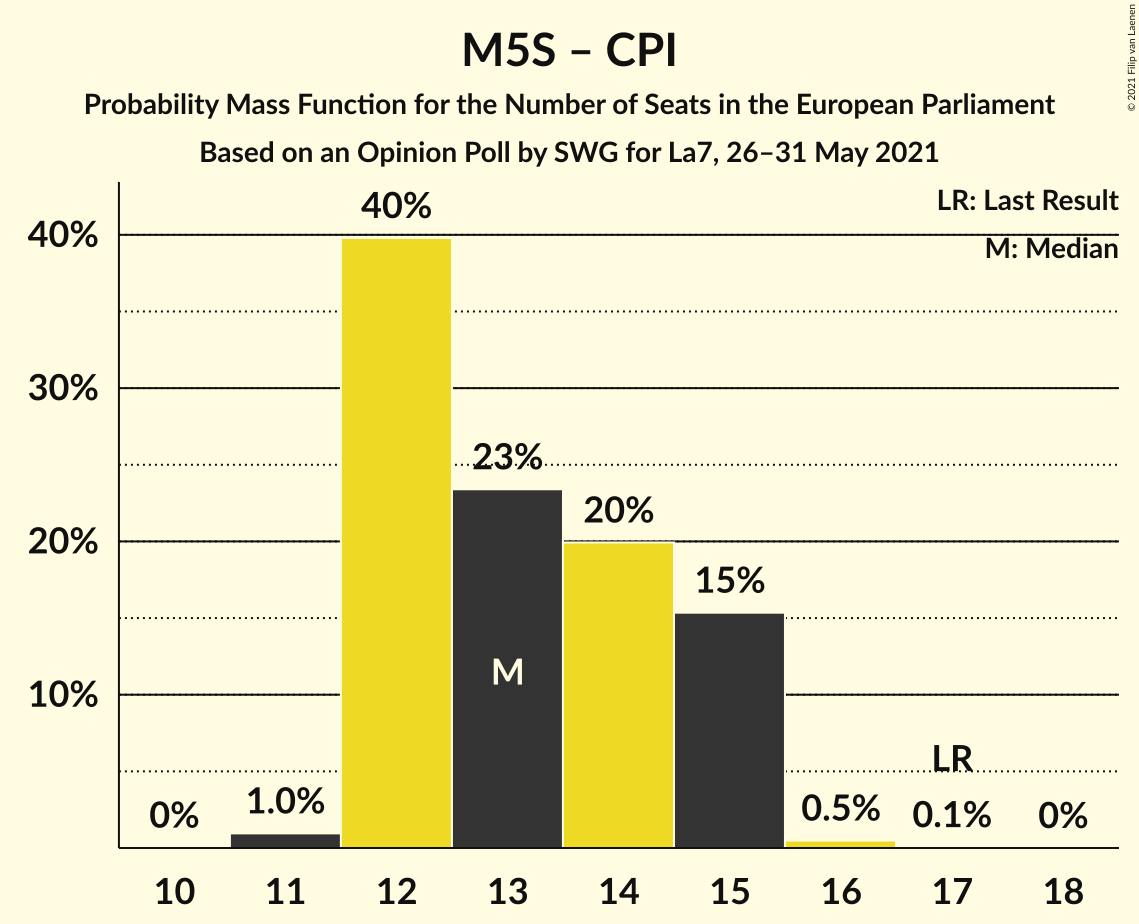 M5S – CPI
Probability Mass Function for the Number of Seats in the European Parliament
Based on an Opinion Poll by SWG for La7, 26–31 May 2021
© 2021 Filip van Laenen
LR: Last Result
M: Median
40%
30%
20%
10%
0%
1.0%
40%
23%
M
20%
15%
0.5%
LR
0.1%
0%
10 11 12 13 14 15 16 17 18